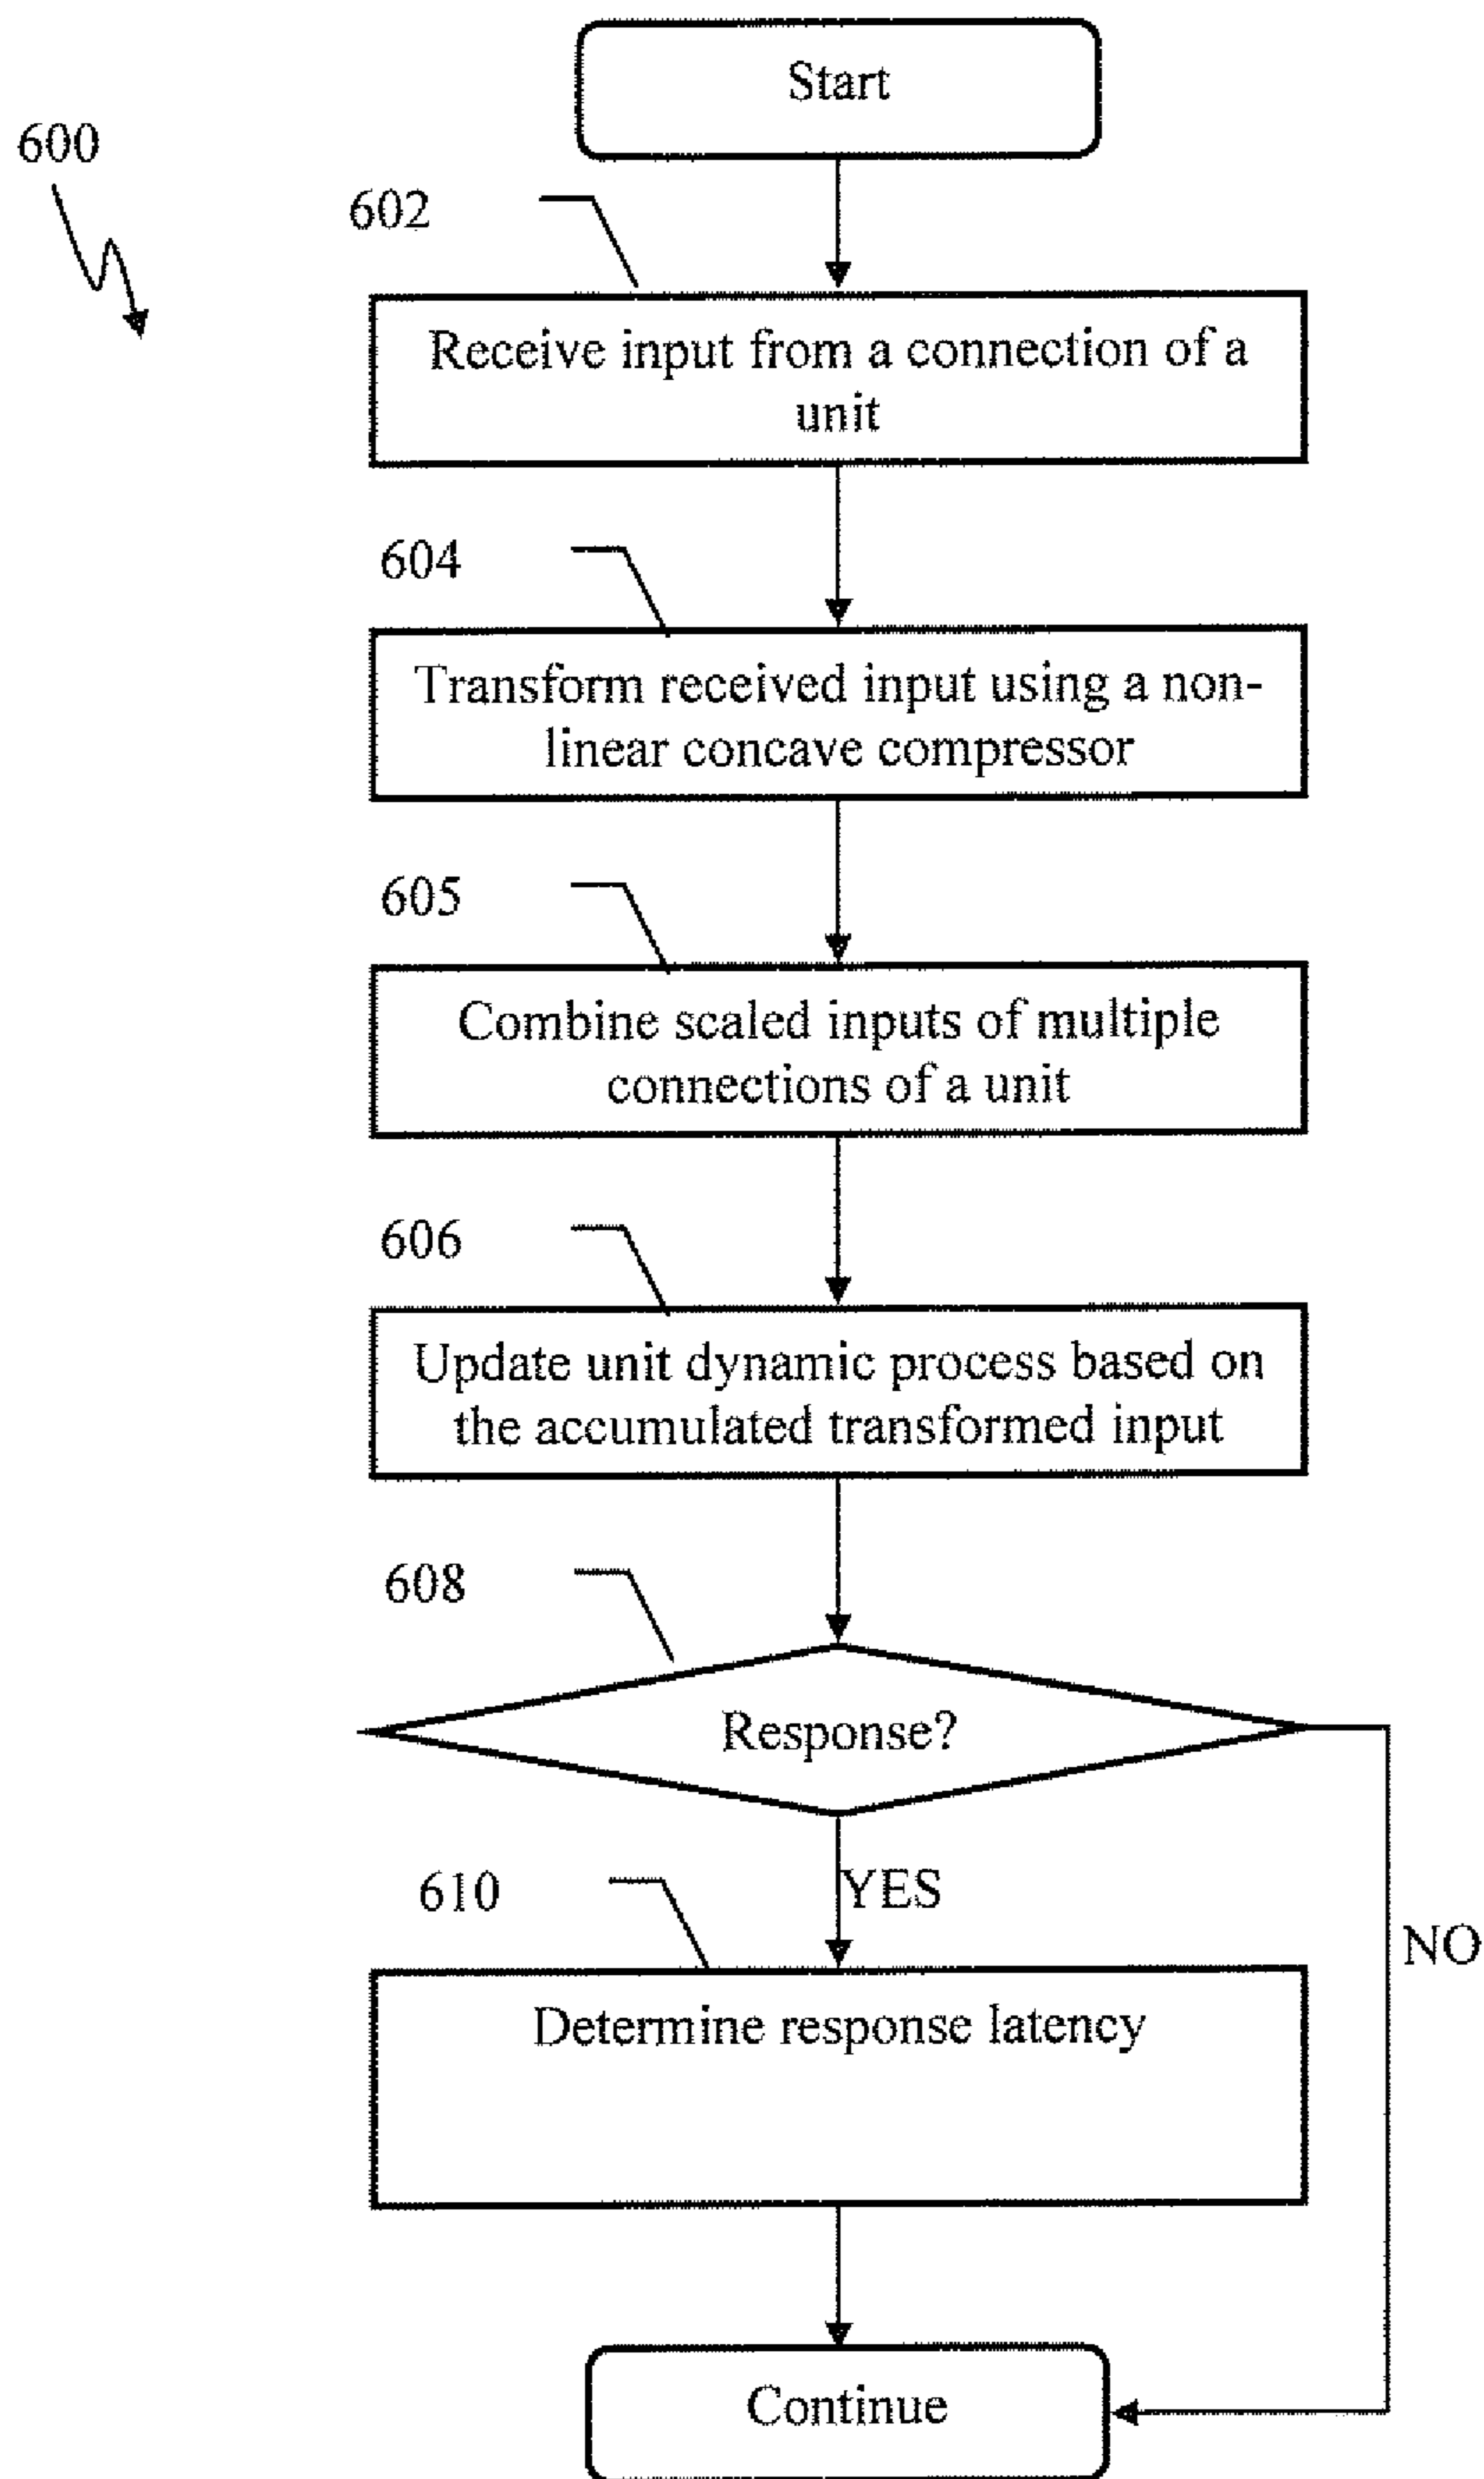 Start
600
602
Receive input from a connection of a
unit
604
Transform received input using a non-
linear concave compressor
605
Combine scaled inputs of multiple
connections of a unit
606
Update unit dynamic process based on
the accumulated transformed input
608
Response?
YES
610
NO
Determine response latency
Continue